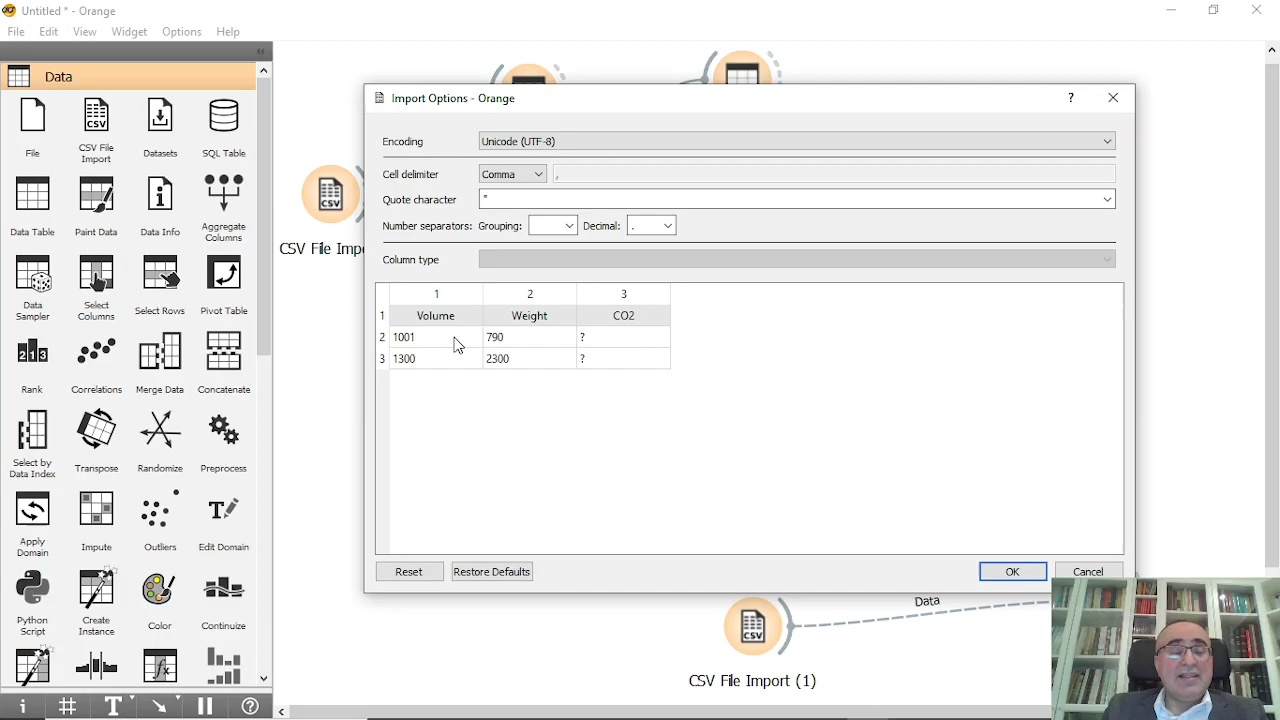 Untitled * - Orange
File Edit View Widget Options Help
Data
File
CSV File Import
Datasets
SQL Table
Data Table
Paint Data
Data Info
Aggregate Columns
Data Sampler
Select Columns
Select Rows
Pivot Table
Rank
Correlations
Merge Data
Concatenate
Select by Data Index
Transpose
Randomize
Preprocess
Apply Domain
Impute
Outliers
Edit Domain
Python Script
Create Instance
Color
Continuize
CSV File Impo
Import Options - Orange
Encoding Unicode (UTF-8)
Cell delimiter Comma ,
Quote character "
Number separators: Grouping: Decimal: .
Column type
1 2 3
1 Volume Weight CO2
2 1001 790 ?
3 1300 2300 ?
Reset Restore Defaults OK Cancel
Data
CSV File Import (1)